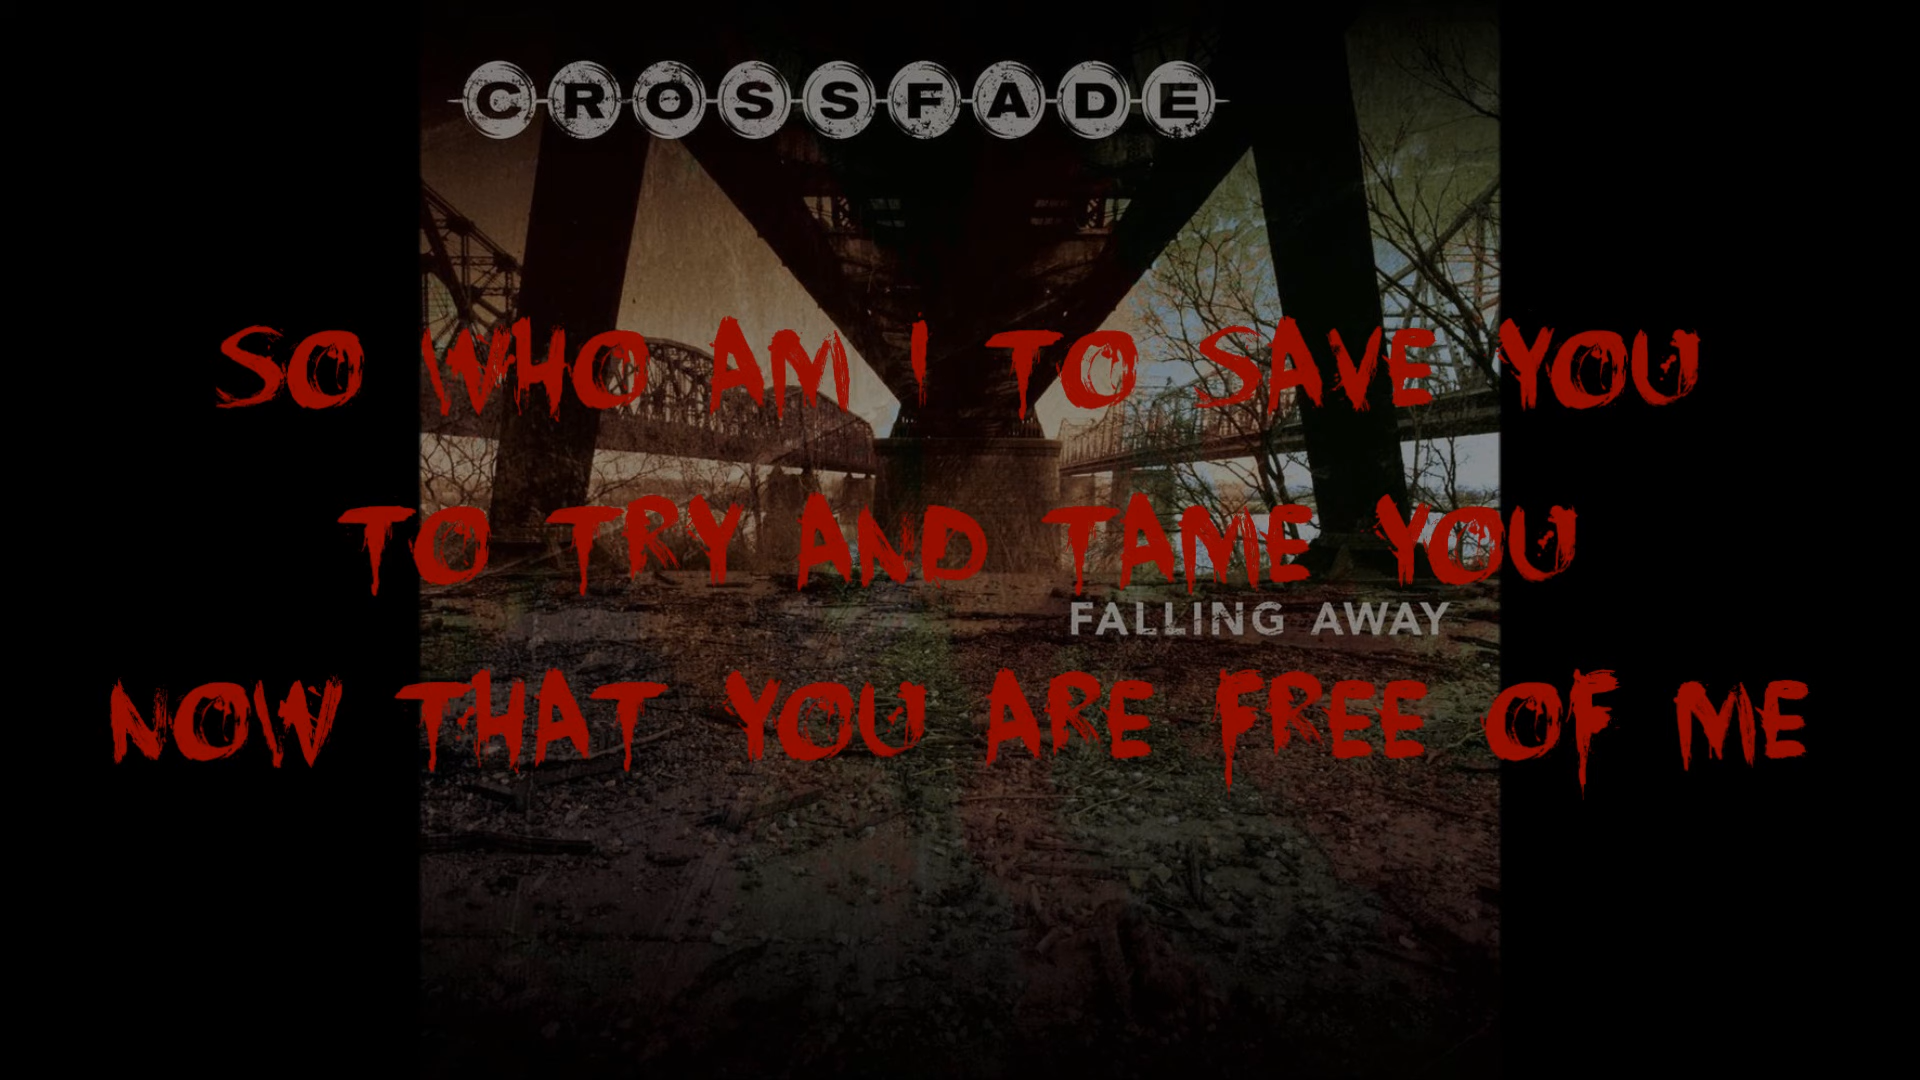 CROSSFADE
SO WHO AM I TO SAVE YOU
TO TRY AND TAME YOU
FALLING AWAY
NOW THAT YOU ARE FREE OF ME